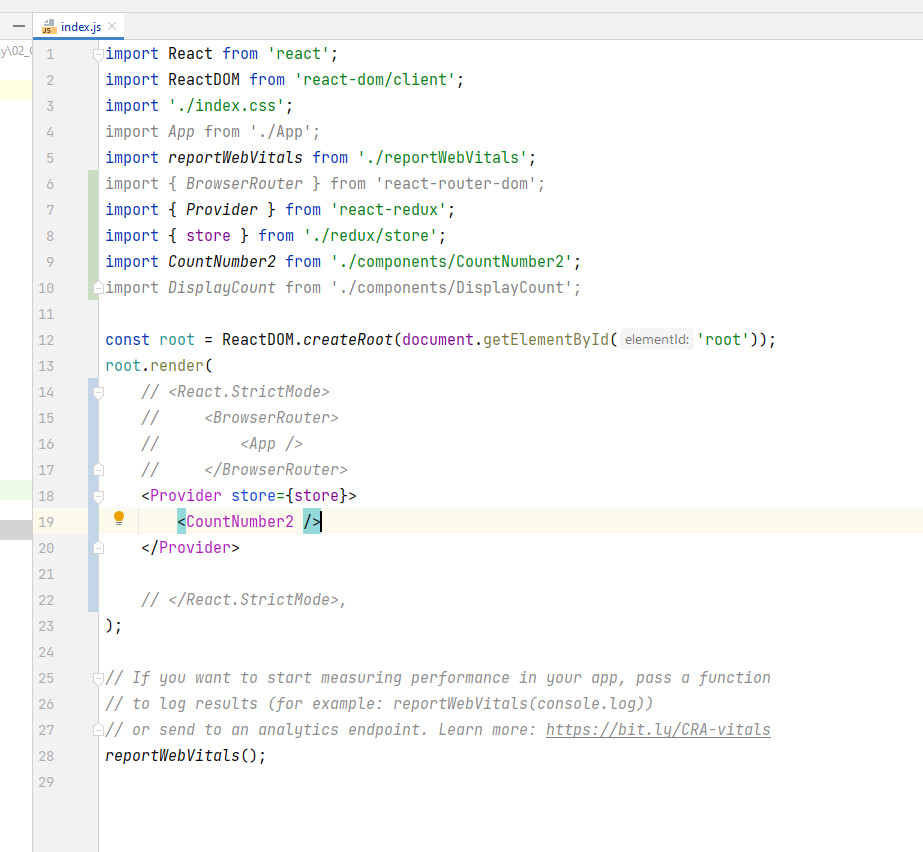 index.js
y\02_
1 import React from 'react';
2 import ReactDOM from 'react-dom/client';
3 import './index.css';
4 import App from './App';
5 import reportWebVitals from './reportWebVitals';
6 import { BrowserRouter } from 'react-router-dom';
7 import { Provider } from 'react-redux';
8 import { store } from './redux/store';
9 import CountNumber2 from './components/CountNumber2';
10 import DisplayCount from './components/DisplayCount';
11
12 const root = ReactDOM.createRoot(document.getElementById( elementId: 'root'));
13 root.render(
14     // <React.StrictMode>
15     //     <BrowserRouter>
16     //         <App />
17     //     </BrowserRouter>
18     <Provider store={store}>
19         <CountNumber2 />
20     </Provider>
21
22     // </React.StrictMode>,
23 );
24
25 // If you want to start measuring performance in your app, pass a function
26 // to log results (for example: reportWebVitals(console.log))
27 // or send to an analytics endpoint. Learn more: https://bit.ly/CRA-vitals
28 reportWebVitals();
29